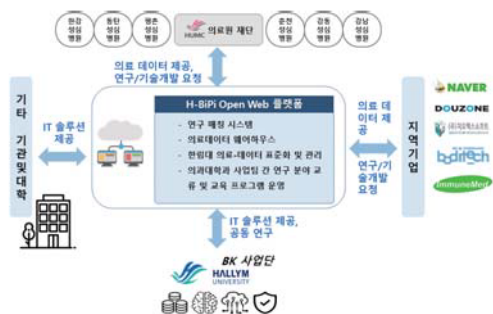 한강
성심
병원
동탄
성심
병원
평촌
성심
병원
HUMC 의료원 재단
춘천
성심
병원
강동
성심
병원
강남
성심
병원
의료 데이터 제공,
연구/기술개발 요청
기타 기관및대학
IT 솔루션
제공
H-BiPi Open Web 플랫폼
- 연구 매칭 시스템
- 의료데이터 웨어하우스
- 한림대 의료-데이터 표준화 및 관리
- 의과대학과 사업팀 간 연구 분야 교
류 및 교육 프로그램 운영
의료 데
이터 제
공
연구/기
술개발
요청
지역기업
NAVER
DOUZONE
boditech
ImmuneMed
IT 솔루션 제공,
공동 연구
BK 사업단
HALLYM
UNIVERSITY